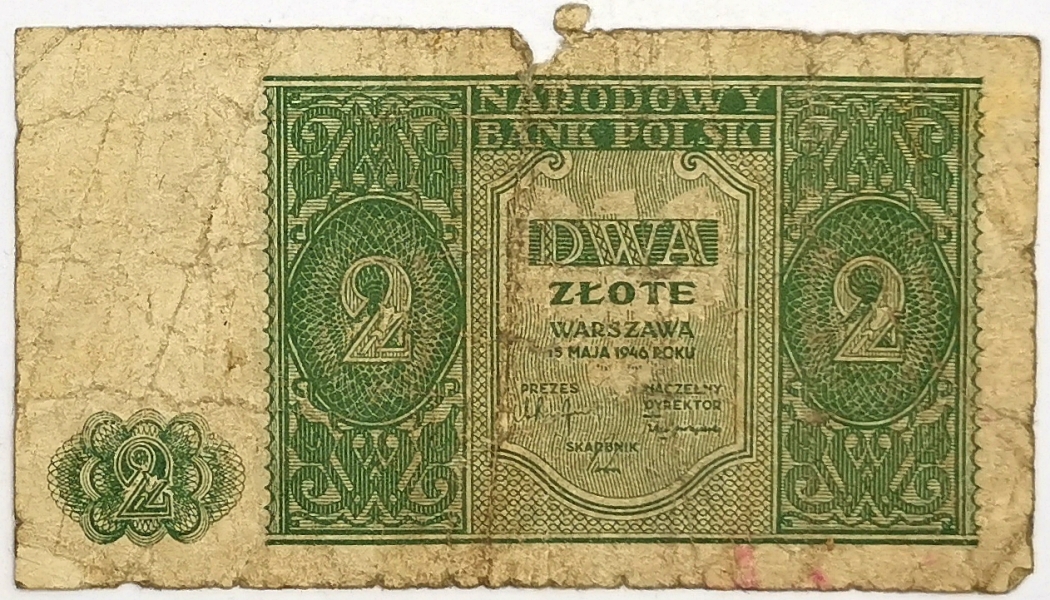 NARODOWY
BANK POLSKI
2
2
DWA
ZŁOTE
WARSZAWA
15 MAJA 1946 ROKU
PREZES
NACZELNY
DYREKTOR
SKARBNIK
2